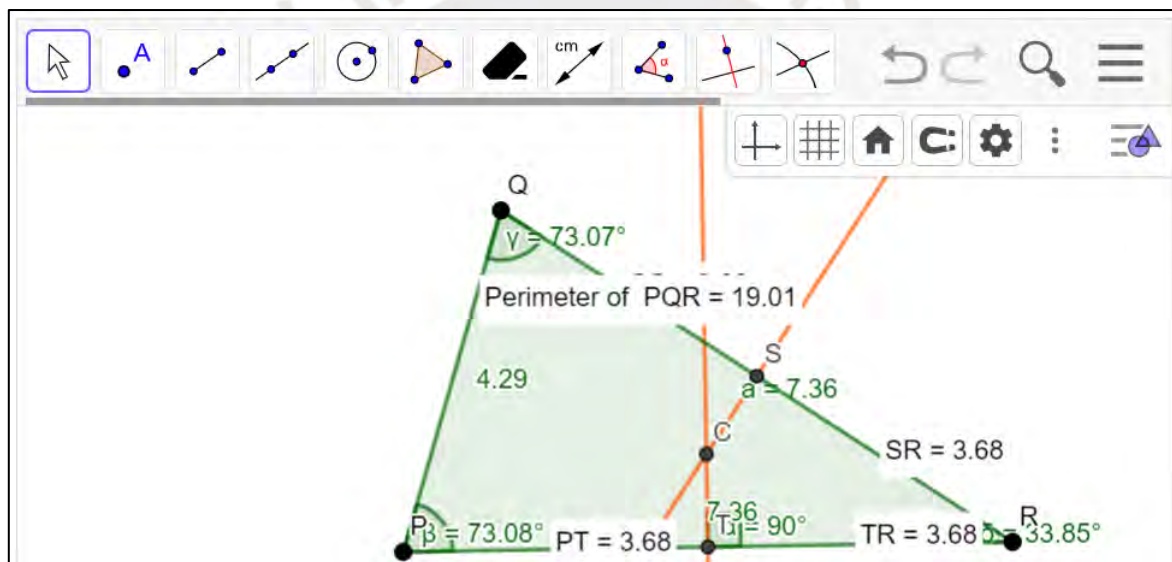 A
cm
α
Q
γ = 73.07°
Perimeter of PQR = 19.01
S
4.29
a = 7.36
C
SR = 3.68
7.36
P
β = 73.08°
PT = 3.68
T
= 90°
TR = 3.68
R
33.85°